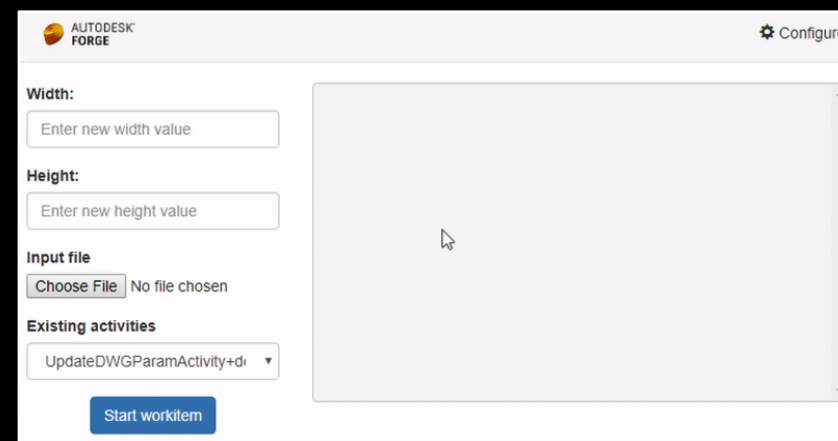 AUTODESK®
FORGE
Configure
Width:
Enter new width value
Height:
Enter new height value
Input file
Choose File No file chosen
Existing activities
UpdateDWGParamActivity+de
Start workitem